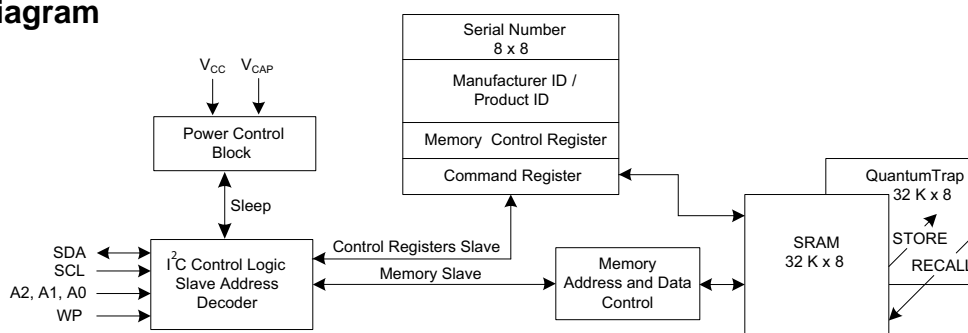 iagram
Serial Number
8 x 8
Manufacturer ID /
Product ID
Memory Control Register
Command Register
VCC VCAP
Power Control
Block
Sleep
QuantumTrap
32 K x 8
SDA
SCL
A2, A1, A0
WP
I2C Control Logic
Slave Address
Decoder
Control Registers Slave
Memory Slave
Memory
Address and Data
Control
SRAM
32 K x 8
STORE
RECALL